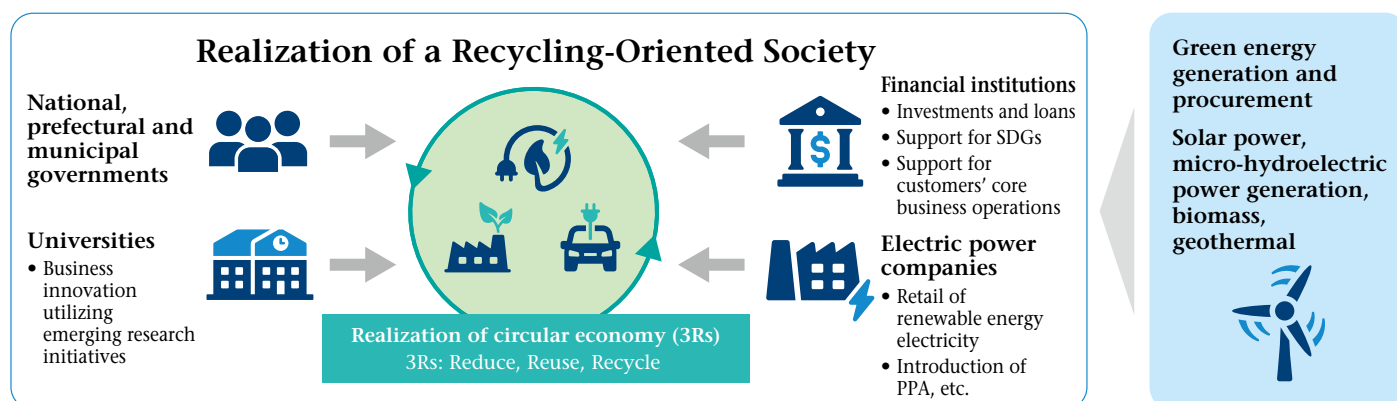 Realization of a Recycling-Oriented Society
National,
prefectural and
municipal
governments
Universities
• Business
innovation
utilizing
emerging research
initiatives
Realization of circular economy (3Rs)
3Rs: Reduce, Reuse, Recycle
Financial institutions
• Investments and loans
• Support for SDGs
• Support for
customers’ core
business operations
$
Electric power
companies
• Retail of
renewable energy
electricity
• Introduction of
PPA, etc.
Green energy
generation and
procurement
Solar power,
micro-hydroelectric
power generation,
biomass,
geothermal